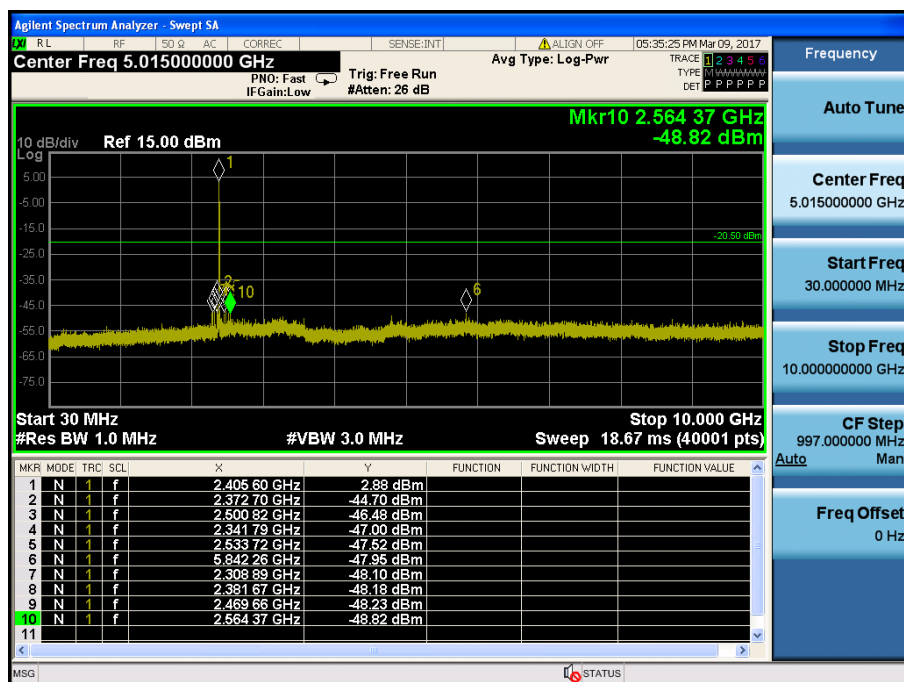 Agilent Spectrum Analyzer - Swept SA
LXI RL RF 50 Ω AC CORREC SENSE:INT ALIGN OFF 05:35:25 PM Mar 09, 2017
Center Freq 5.015000000 GHz
PNO: Fast
IFGain:Low
Trig: Free Run
#Atten: 26 dB
Avg Type: Log-Pwr
TRACE 1 2 3 4 5 6
TYPE MWWWWW
DET P P P P P P
Mkr10 2.564 37 GHz
-48.82 dBm
10 dB/div Ref 15.00 dBm
Log
5.00
-5.00
-15.0
-25.0
-35.0
-45.0
-55.0
-65.0
-75.0
1
-20.50 dBm
2
10
6
Start 30 MHz Stop 10.000 GHz
#Res BW 1.0 MHz #VBW 3.0 MHz Sweep 18.67 ms (40001 pts)
MKR MODE TRC SCL X Y FUNCTION FUNCTION WIDTH FUNCTION VALUE
1 N 1 f 2.405 60 GHz 2.88 dBm
2 N 1 f 2.372 70 GHz -44.70 dBm
3 N 1 f 2.500 82 GHz -46.48 dBm
4 N 1 f 2.341 79 GHz -47.00 dBm
5 N 1 f 2.533 72 GHz -47.52 dBm
6 N 1 f 5.842 26 GHz -47.95 dBm
7 N 1 f 2.308 89 GHz -48.10 dBm
8 N 1 f 2.381 67 GHz -48.18 dBm
9 N 1 f 2.469 66 GHz -48.23 dBm
10 N 1 f 2.564 37 GHz -48.82 dBm
11
MSG STATUS
Frequency
Auto Tune
Center Freq
5.015000000 GHz
Start Freq
30.000000 MHz
Stop Freq
10.000000000 GHz
CF Step
997.000000 MHz
Auto Man
Freq Offset
0 Hz